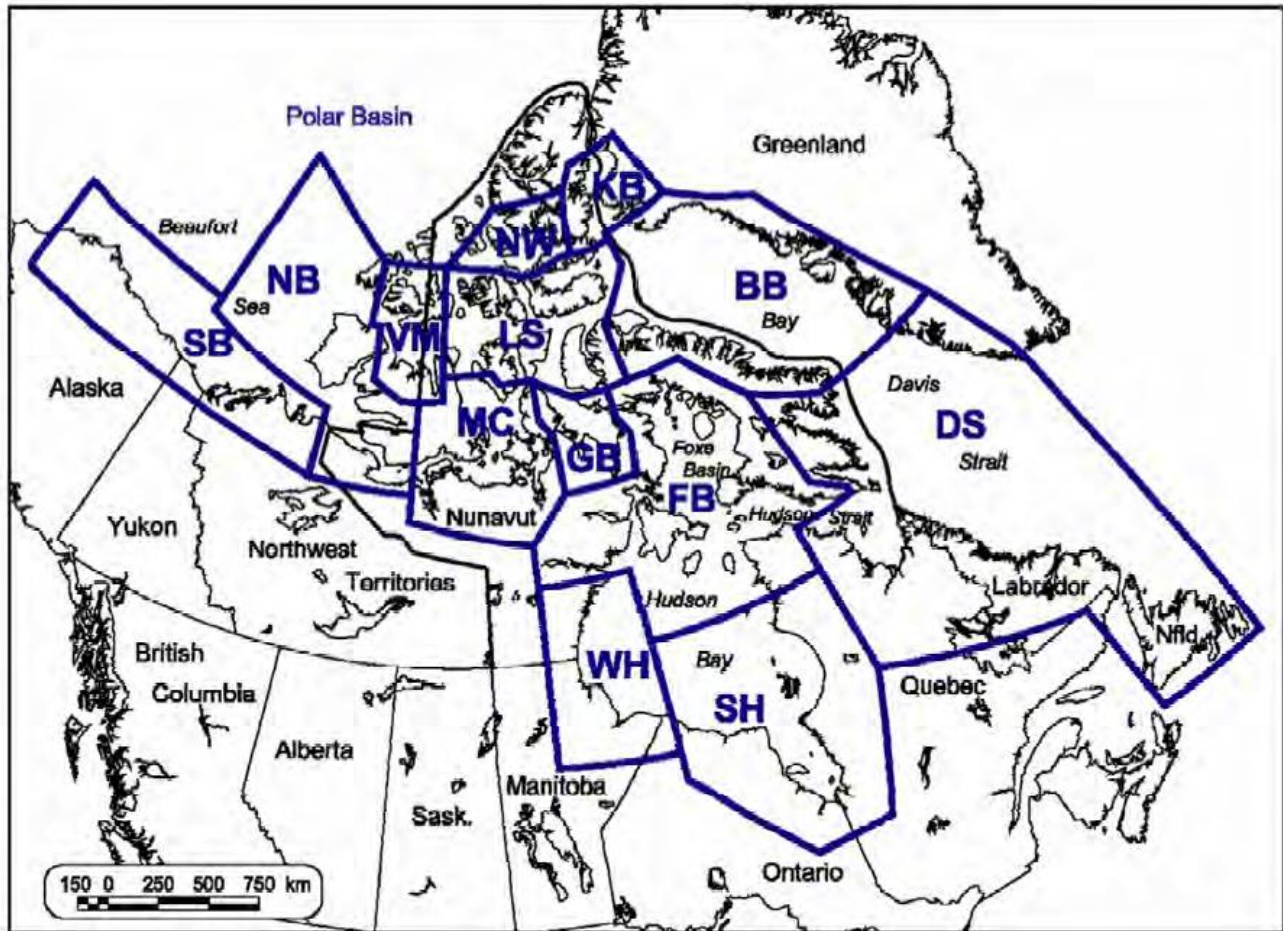 Polar Basin
Greenland
KB
Beaufort
NW
NB
BB
Sea
Bay
SB
VM
LS
Alaska
Davis
MC
DS
GB
Foxe
Basin
Strait
FB
Nunavut
Hudson
Strait
Yukon
Northwest
Territories
Labrador
Hudson
Nfld
British
WH
Bay
Columbia
Quebec
SH
Alberta
Manitoba
Sask.
Ontario
150 0 250 500 750 km